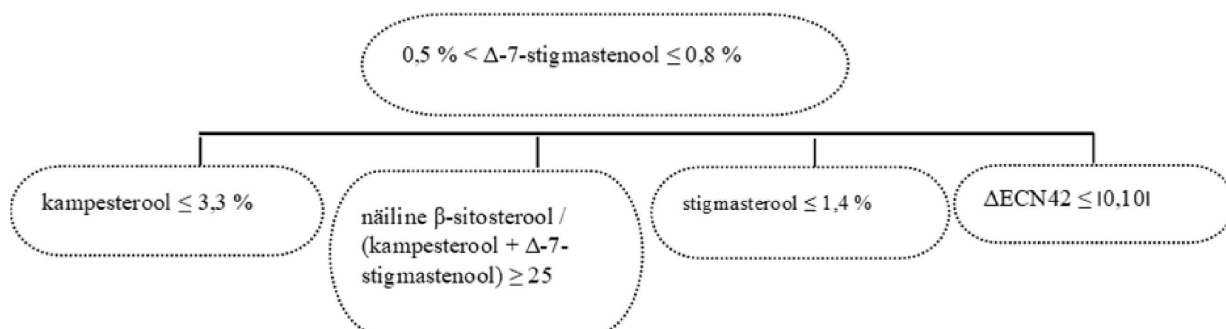 0,5 % < Δ-7-stigmastenool ≤ 0,8 %
kampesterool ≤ 3,3 %
näiline β-sitosterool /
(kampesterool + Δ-7-
stigmastenool) ≥ 25
stigmasterool ≤ 1,4 %
ΔECN42 ≤ |0,10|